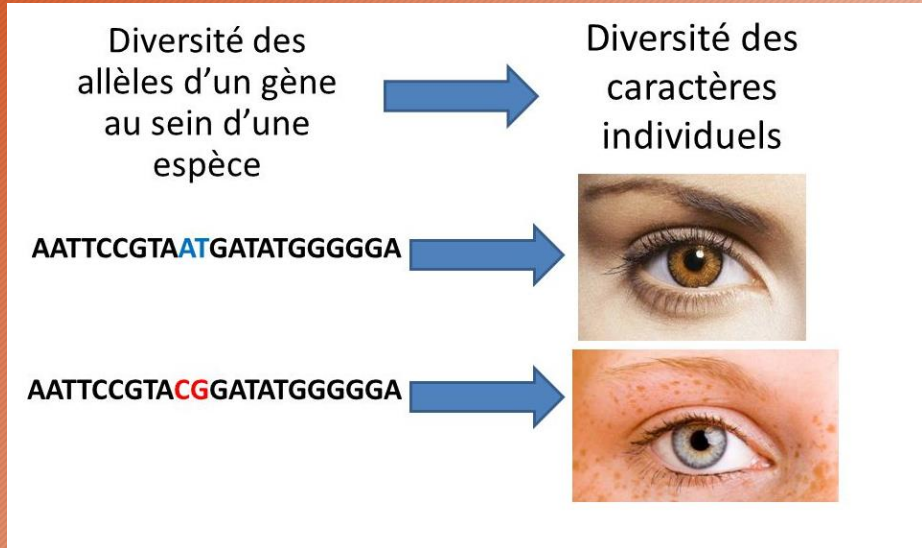 Diversité des
allèles d’un gène
au sein d’une
espèce
Diversité des
caractères
individuels
AATTCCGTAATGATATGGGGGA
AATTCCGTACGGATATGGGGGA